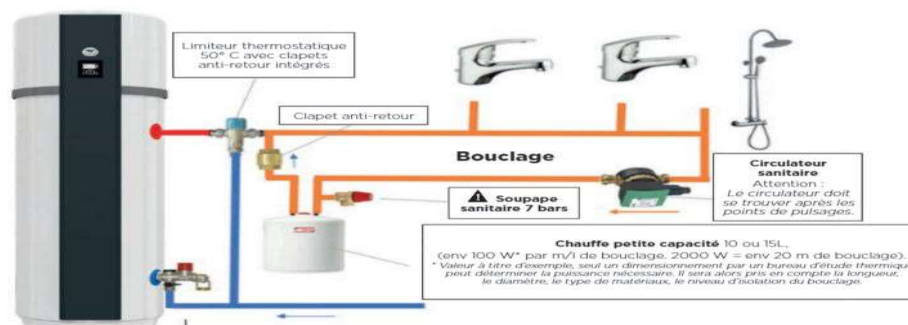 Limiteur thermostatique
50° C avec clapets
anti-retour intégrés
Clapet anti-retour
Bouclage
Circulateur
sanitaire
Attention :
Le circulateur doit
se trouver après les
points de puisages.
Soupape
sanitaire 7 bars
Chauffe petite capacité 10 ou 15L,
(env 100 W* par m/l de bouclage. 2000 W = env 20 m de bouclage).
* Valeur à titre d'exemple, seul un dimensionnement par un bureau d'étude thermique
peut déterminer la puissance nécessaire. Il sera alors pris en compte la longueur,
le diamètre, le type de matériaux, le niveau d'isolation du bouclage.